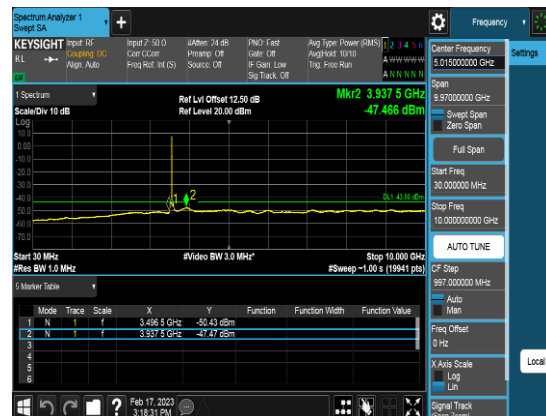 Spectrum Analyzer 1
Swept SA
+
Frequency
KEYSIGHT
Input: RF
Coupling: DC
Align: Auto
Input Z: 50 Ω
Corr CCorr
Freq Ref: Int (S)
#Atten: 24 dB
Preamp: Off
Source: Off
PNO: Fast
Gate: Off
IF Gain: Low
Sig Track: Off
Avg Type: Power (RMS)
Avg|Hold: 10/10
Trig: Free Run
1 2 3 4 5 6
A W W W W W
A N N N N N
RL
1 Spectrum
Scale/Div 10 dB
Log
Ref Lvl Offset 12.50 dB
Ref Level 20.00 dBm
Mkr2 3.937 5 GHz
-47.466 dBm
10.0
0.00
-10.0
-20.0
-30.0
-40.0
-50.0
-60.0
-70.0
1
2
Start 30 MHz
#Res BW 1.0 MHz
#Video BW 3.0 MHz*
Stop 10.000 GHz
#Sweep ~1.00 s (19941 pts)
5 Marker Table
Mode Trace Scale X Y Function Function Width Function Value
1 N 1 f 3.496 5 GHz -50.43 dBm
2 N 1 f 3.937 5 GHz -47.47 dBm
3
4
5
6
Feb 17, 2023
3:18:31 PM
Center Frequency
5.015000000 GHz
Settings
Span
9.97000000 GHz
Swept Span
Zero Span
Full Span
Start Freq
30.000000 MHz
Stop Freq
10.000000000 GHz
AUTO TUNE
CF Step
997.000000 MHz
Auto
Man
Freq Offset
0 Hz
X Axis Scale
Log
Lin
Local
Signal Track